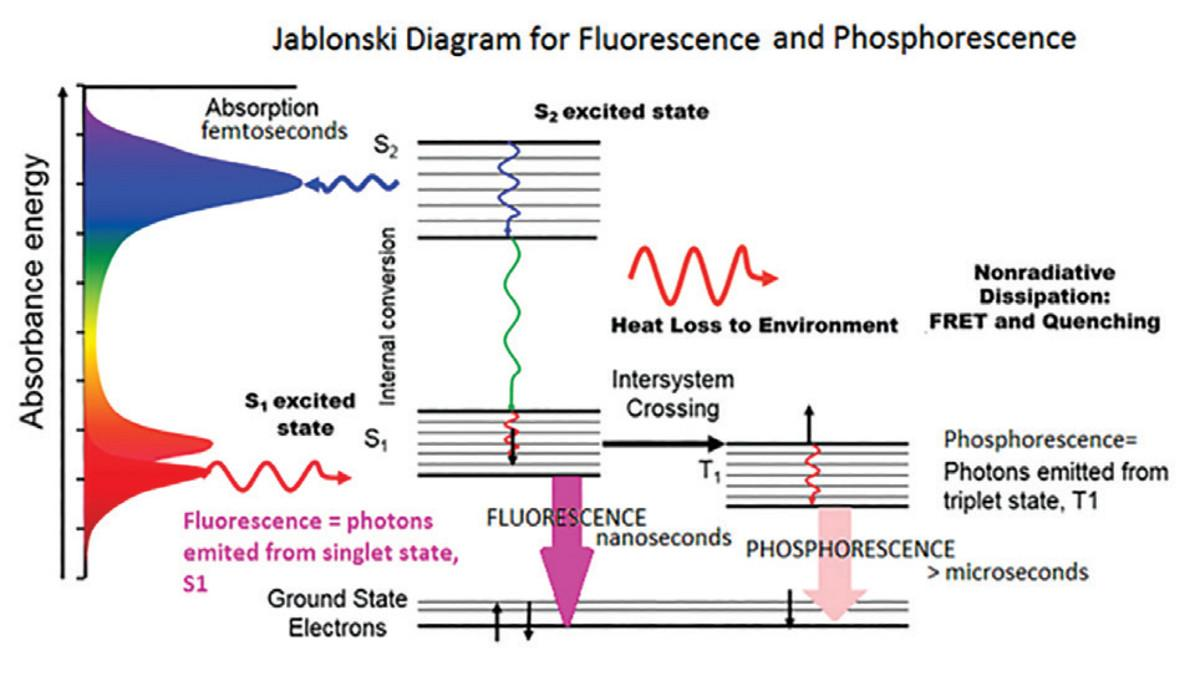 Jablonski Diagram for Fluorescence and Phosphorescence
Absorption
femtoseconds
S2 excited state
S2
Absorbance energy
Internal conversion
Heat Loss to Environment
Nonradiative
Dissipation:
FRET and Quenching
S1 excited
state
S1
Intersystem
Crossing
T1
Phosphorescence=
Photons emitted from
triplet state, T1
Fluorescence = photons
emited from singlet state,
S1
FLUORESCENCE
nanoseconds
PHOSPHORESCENCE
> microseconds
Ground State
Electrons